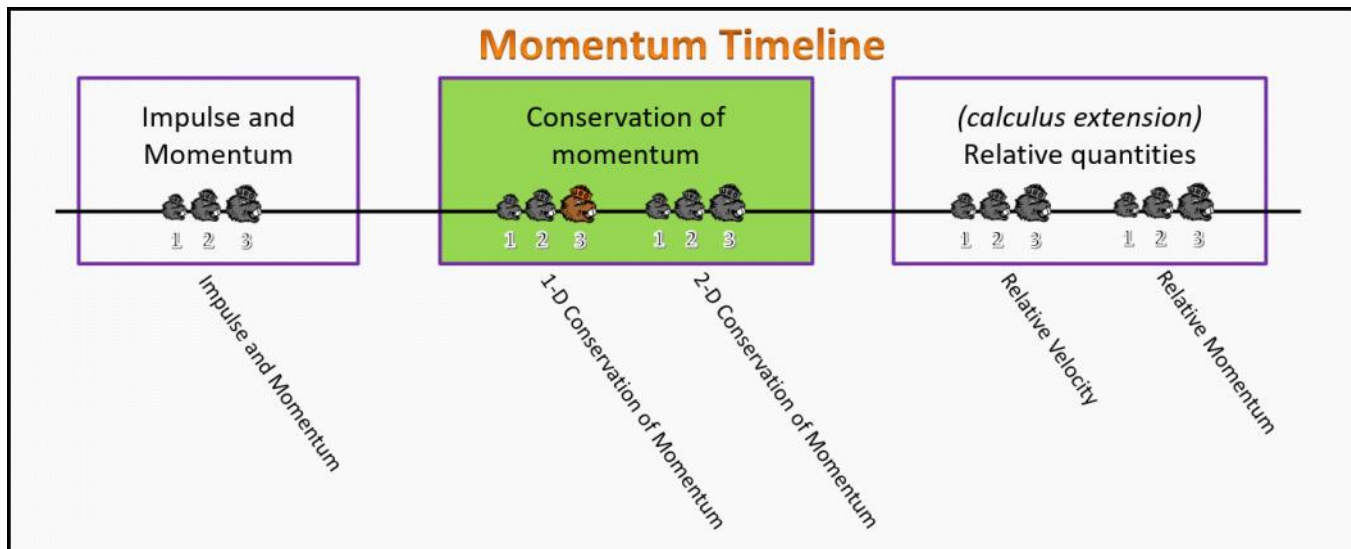 Momentum Timeline
Impulse and
Momentum
Conservation of
momentum
(calculus extension)
Relative quantities
1 2 3
1 2 3
1 2 3
1 2 3
1 2 3
Impulse and Momentum
1-D Conservation of Momentum
2-D Conservation of Momentum
Relative Velocity
Relative Momentum